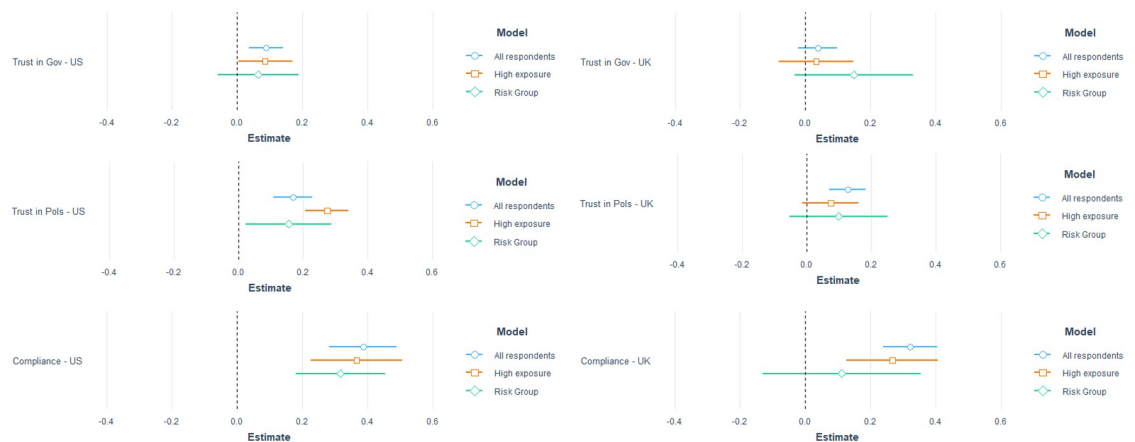 Model
All respondents
Trust in Gov - US
High exposure
Risk Group
-0.4 -0.2 0.0 0.2 0.4 0.6
Estimate
Model
All respondents
Trust in Gov - UK
High exposure
Risk Group
-0.4 -0.2 0.0 0.2 0.4 0.6
Estimate
Model
All respondents
Trust in Pols - US
High exposure
Risk Group
-0.4 -0.2 0.0 0.2 0.4 0.6
Estimate
Model
All respondents
Trust in Pols - UK
High exposure
Risk Group
-0.4 -0.2 0.0 0.2 0.4 0.6
Estimate
Model
All respondents
Compliance - US
High exposure
Risk Group
-0.4 -0.2 0.0 0.2 0.4 0.6
Estimate
Model
All respondents
Compliance - UK
High exposure
Risk Group
-0.4 -0.2 0.0 0.2 0.4 0.6
Estimate